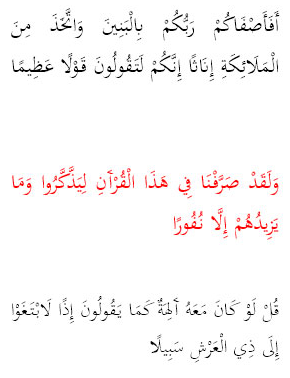 أَفَأَصْفَاكُمْ رَبُّكُمْ بِالْبَنِينَ وَاتَّخَذَ مِنَ
الْمَلَائِكَةِ إِنَاثًا إِنَّكُمْ لَتَقُولُونَ قَوْلًا عَظِيمًا
وَلَقَدْ صَرَّفْنَا فِي هَذَا الْقُرْآنِ لِيَذَّكَّرُوا وَمَا
يَزِيدُهُمْ إِلَّا نُفُورًا
قُلْ لَوْ كَانَ مَعَهُ آلِهَةٌ كَمَا يَقُولُونَ إِذًا لَابْتَغَوْا
إِلَى ذِي الْعَرْشِ سَبِيلًا